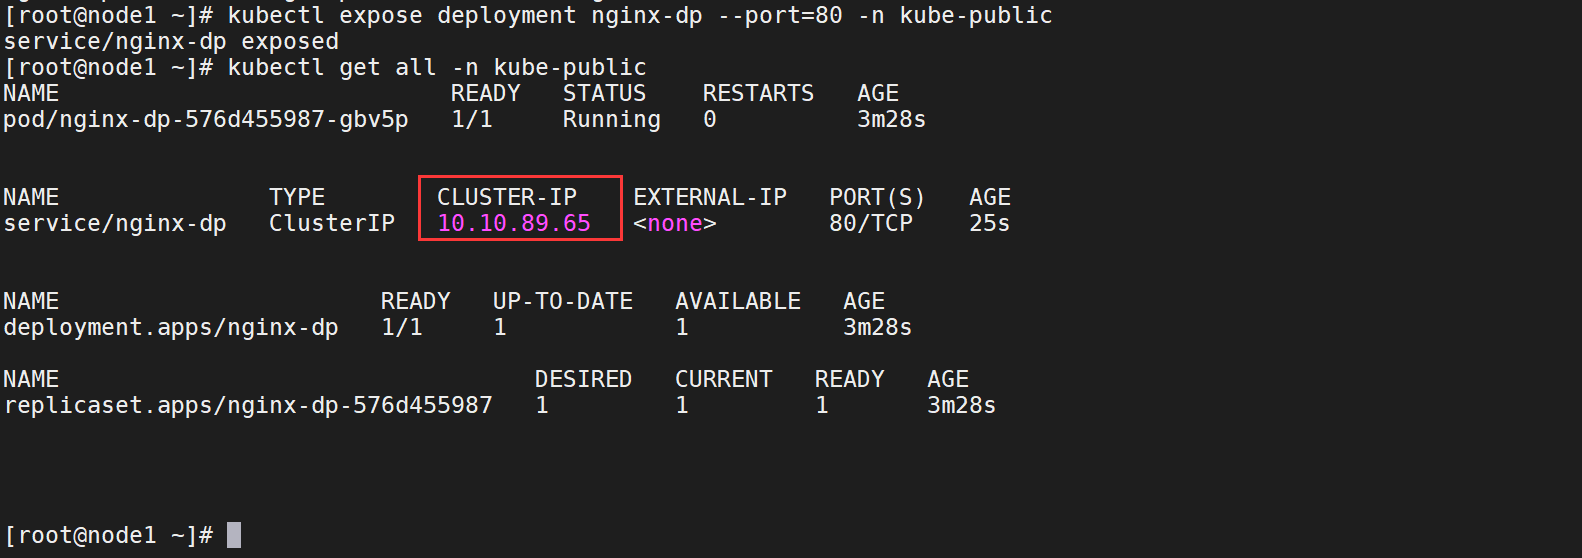 [root@node1 ~]# kubectl expose deployment nginx-dp --port=80 -n kube-public
service/nginx-dp exposed
[root@node1 ~]# kubectl get all -n kube-public
NAME                            READY   STATUS    RESTARTS   AGE
pod/nginx-dp-576d455987-gbv5p   1/1     Running   0          3m28s
NAME               TYPE        CLUSTER-IP    EXTERNAL-IP   PORT(S)   AGE
service/nginx-dp   ClusterIP   10.10.89.65   <none>        80/TCP    25s
NAME                       READY   UP-TO-DATE   AVAILABLE   AGE
deployment.apps/nginx-dp   1/1     1            1           3m28s
NAME                                  DESIRED   CURRENT   READY   AGE
replicaset.apps/nginx-dp-576d455987   1         1         1       3m28s
[root@node1 ~]#